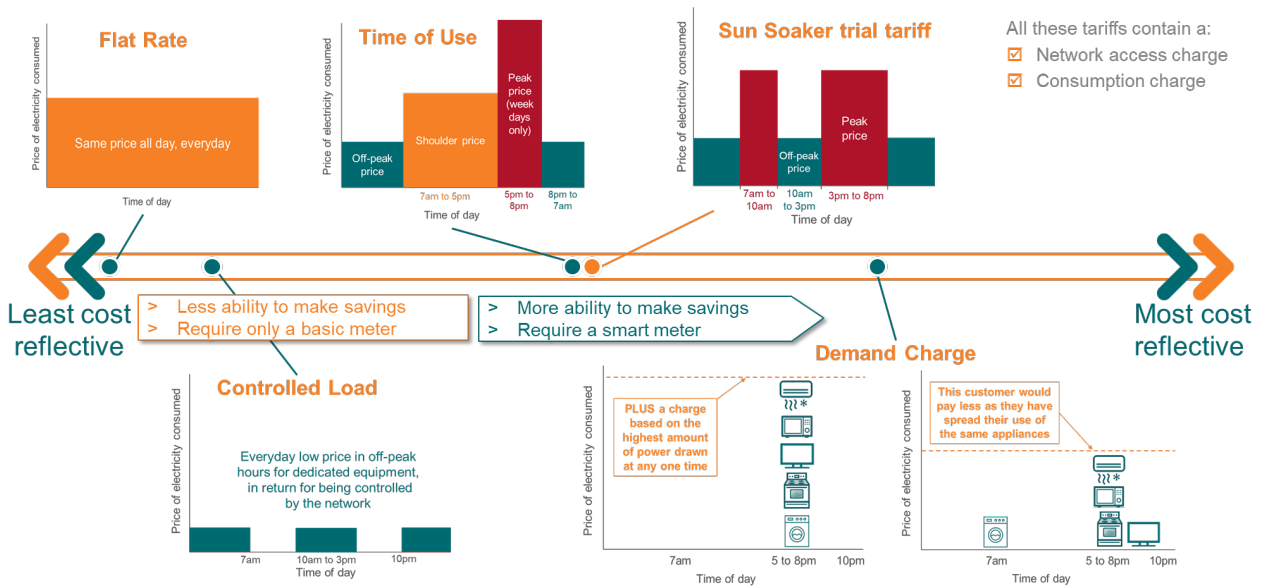 Flat Rate
Price of electricity consumed
Same price all day, everyday
Time of day
Time of Use
Price of electricity consumed
Off-peak
price
Shoulder price
Peak
price
(week
days
only)
7am to 5pm
5pm to
8pm
8pm to
7am
Time of day
Sun Soaker trial tariff
Price of electricity consumed
Off-peak
price
Peak
price
7am to
10am
10am
to 3pm
3pm to 8pm
Time of day
All these tariffs contain a:
Network access charge
Consumption charge
Least cost
reflective
> Less ability to make savings
> Require only a basic meter
> More ability to make savings
> Require a smart meter
Most cost
reflective
Controlled Load
Price of electricity consumed
Everyday low price in off-peak
hours for dedicated equipment,
in return for being controlled
by the network
7am
10am to 3pm
10pm
Time of day
Demand Charge
Price of electricity consumed
PLUS a charge
based on the
highest amount
of power drawn
at any one time
7am
5 to 8pm
10pm
Time of day
Price of electricity consumed
This customer would
pay less as they have
spread their use of
the same appliances
7am
5 to 8pm
10pm
Time of day